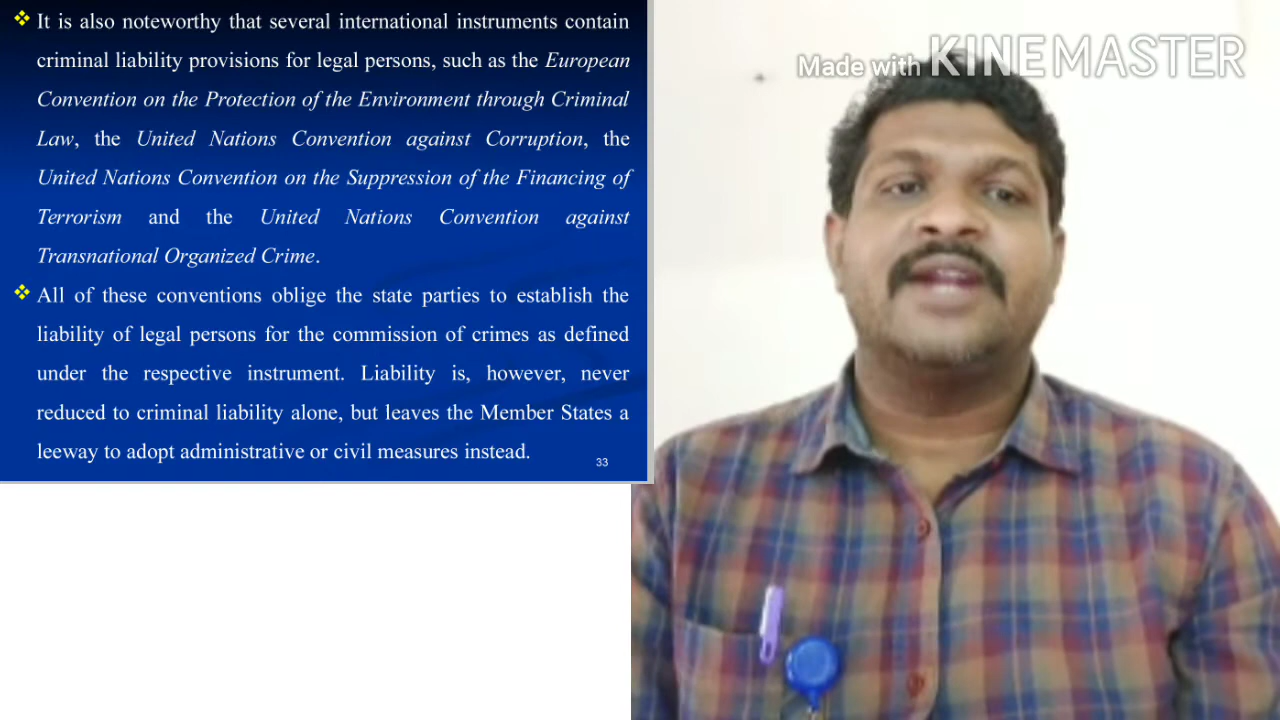 It is also noteworthy that several international instruments contain
criminal liability provisions for legal persons, such as the European
Convention on the Protection of the Environment through Criminal
Law, the United Nations Convention against Corruption, the
United Nations Convention on the Suppression of the Financing of
Terrorism and the United Nations Convention against
Transnational Organized Crime.
All of these conventions oblige the state parties to establish the
liability of legal persons for the commission of crimes as defined
under the respective instrument. Liability is, however, never
reduced to criminal liability alone, but leaves the Member States a
leeway to adopt administrative or civil measures instead.
33
Made with KINEMASTER